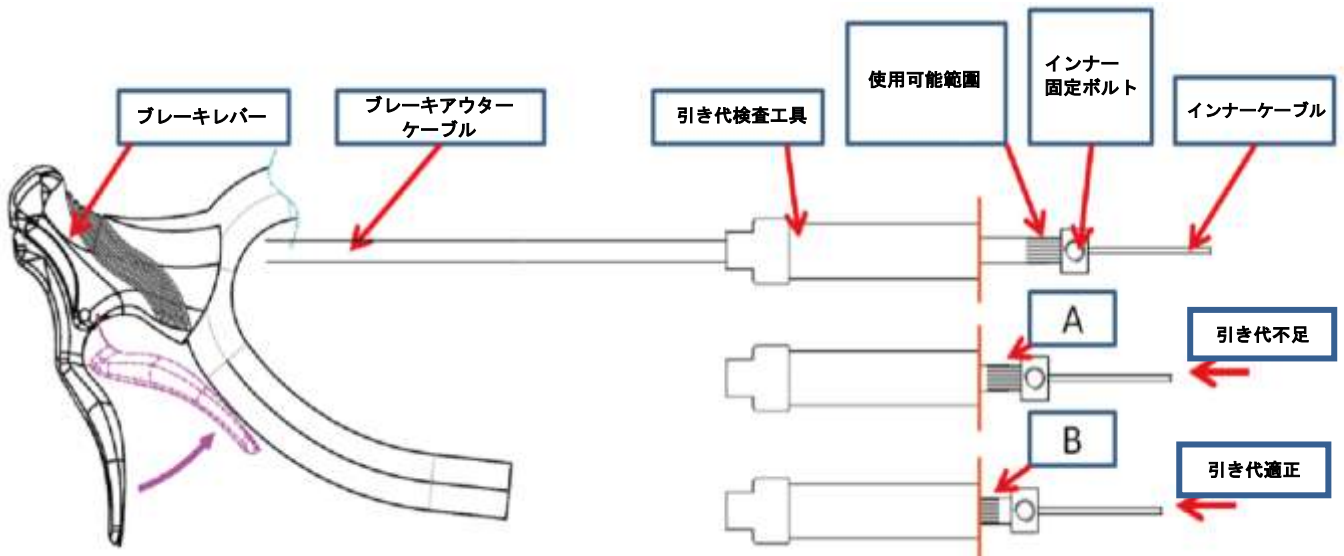 ブレーキレバー
ブレーキアウター
ケーブル
引き代検査工具
使用可能範囲
インナー
固定ボルト
インナーケーブル
A
引き代不足
B
引き代適正